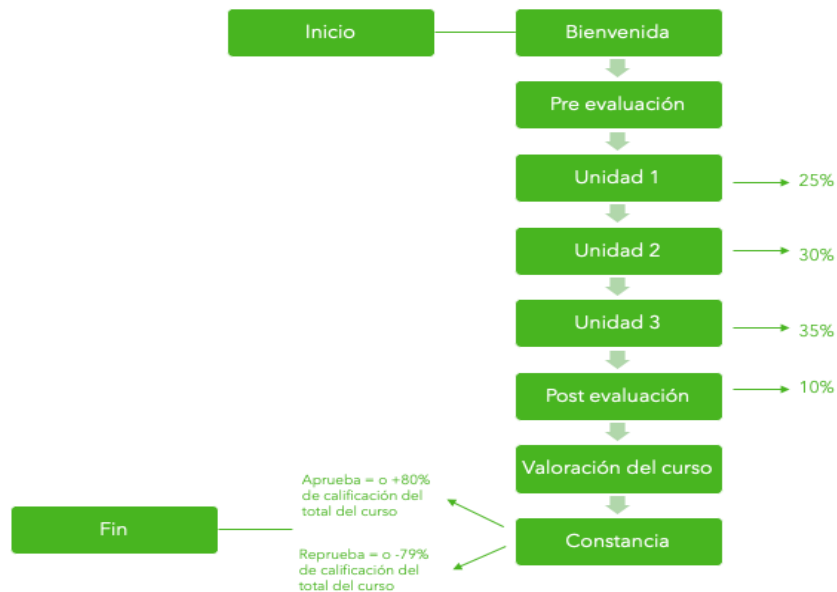 Inicio
Bienvenida
Pre evaluación
Unidad 1
25%
Unidad 2
30%
Unidad 3
35%
Post evaluación
10%
Valoración del curso
Aprueba = o +80%
de calificación del
total del curso
Fin
Constancia
Reprueba = o -79%
de calificación del
total del curso